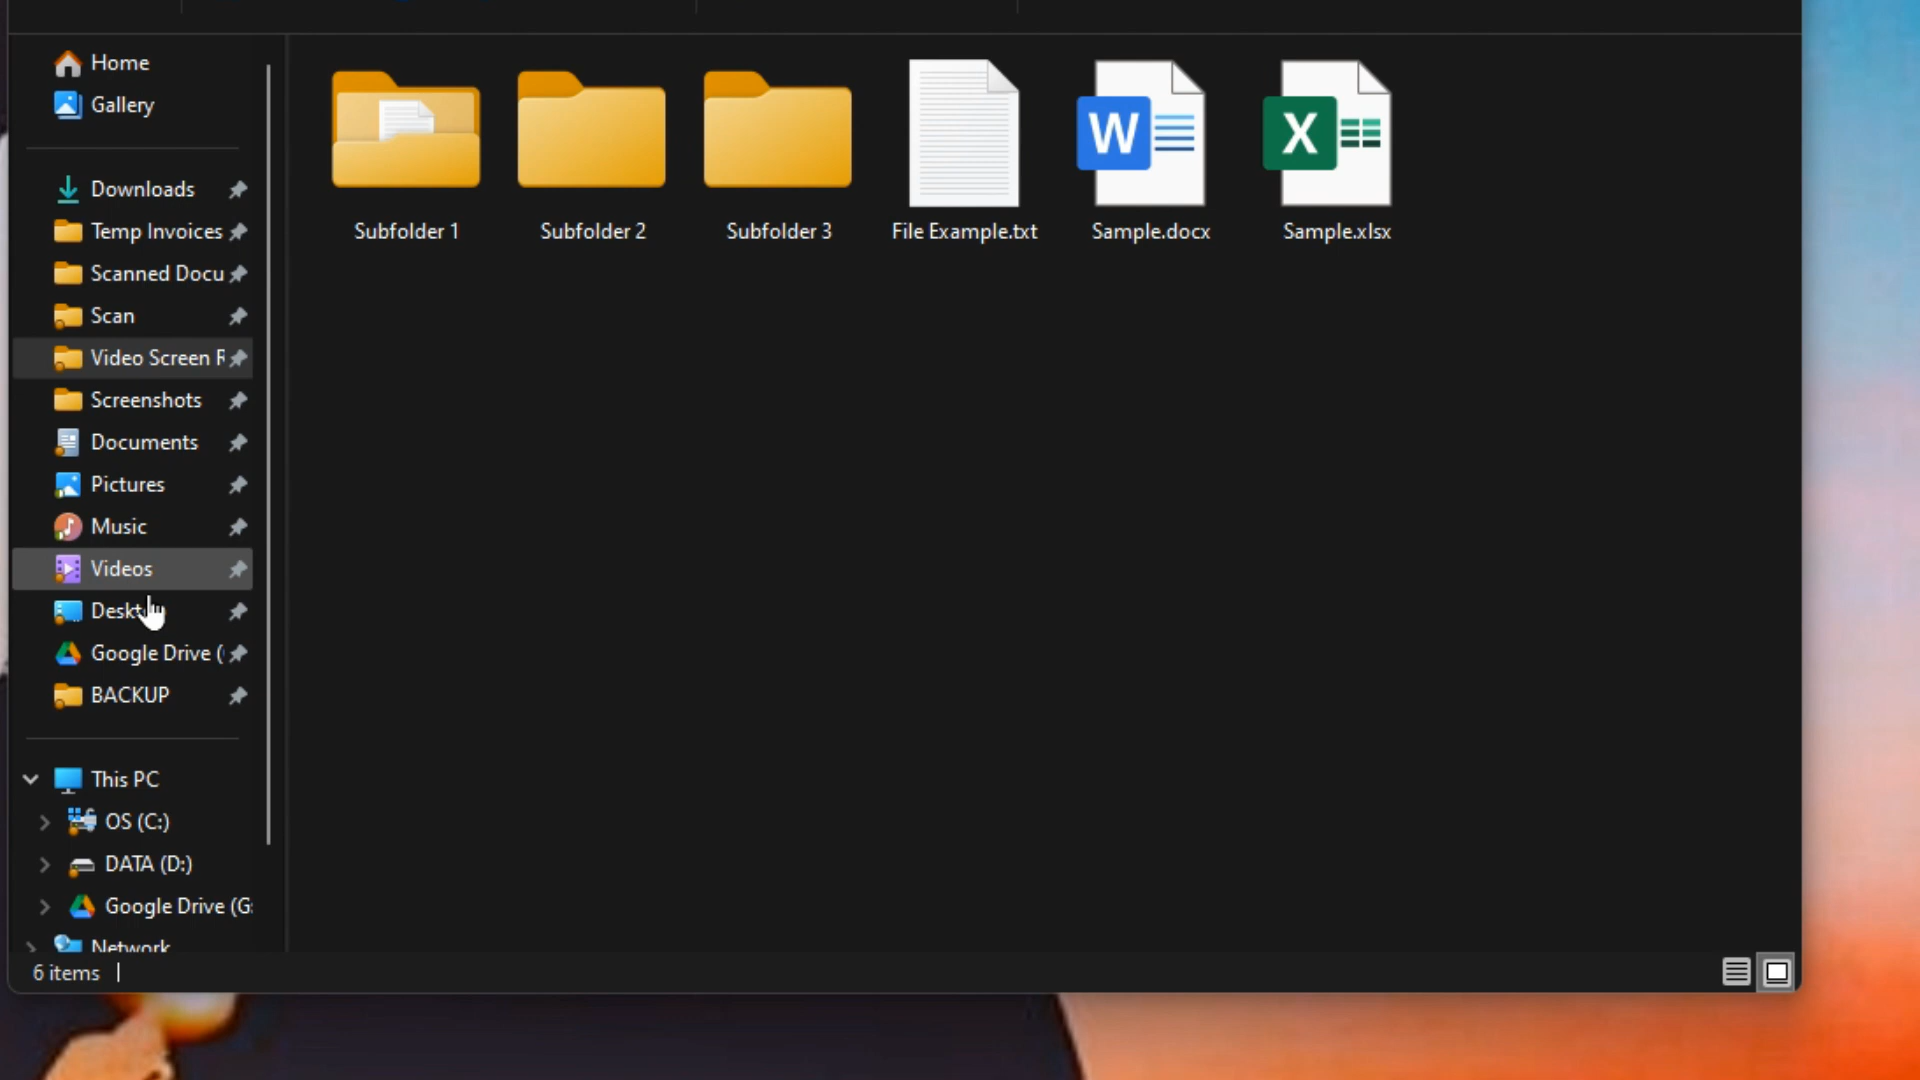 Home
Gallery
Downloads
Temp Invoices
Scanned Docu
Scan
Video Screen R
Screenshots
Documents
Pictures
Music
Videos
Deskto
Google Drive (
BACKUP
This PC
OS (C:)
DATA (D:)
Google Drive (G:
Network
Subfolder 1
Subfolder 2
Subfolder 3
File Example.txt
W
Sample.docx
X
Sample.xlsx
6 items